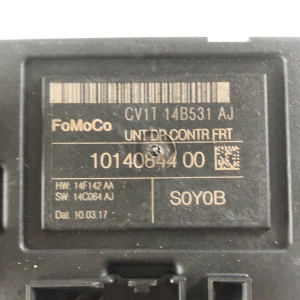 CV1T 14B531 AJ
FoMoCo
UNT DR CONTR FRT
10140844 00
HW: 14F142 AA
SW: 14C064 AJ
S0Y0B
Dat. 10.03.17